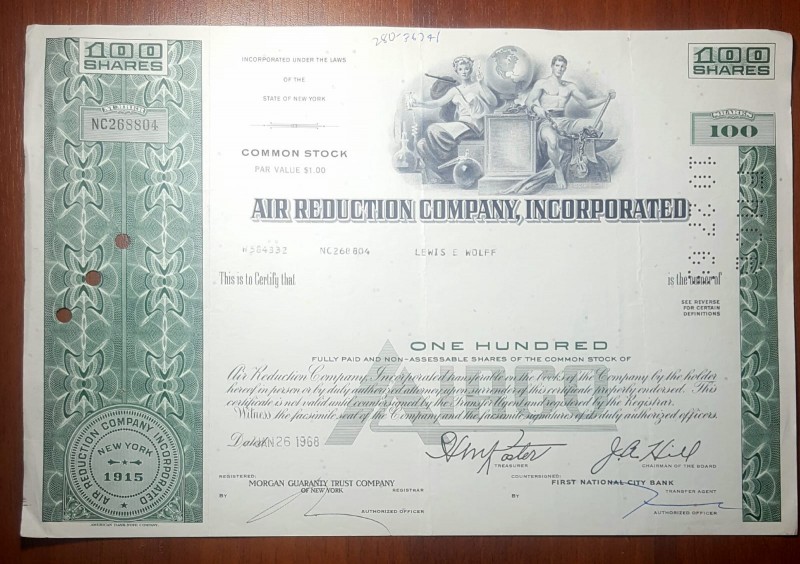 280-26341
100
SHARES
100
SHARES
INCORPORATED UNDER THE LAWS
OF THE
STATE OF NEW YORK
NUMBER
NC268804
SHARES
100
COMMON STOCK
PAR VALUE $1.00
AIR REDUCTION COMPANY, INCORPORATED
NC268804 LEWIS E WOLFF
This is to Certify that is the owner of
SEE REVERSE
FOR CERTAIN
DEFINITIONS
ONE HUNDRED
FULLY PAID AND NON-ASSESSABLE SHARES OF THE COMMON STOCK OF
AIRCO
Air Reduction Company, Incorporated transferable on the books of the Company by the holder
hereof in person or by duly authorized attorney upon surrender of this certificate properly endorsed. This
certificate is not valid until countersigned by the Transfer Agent and registered by the Registrar.
Witness the facsimile seal of the Company and the facsimile signatures of its duly authorized officers.
Dated JAN 26 1968
TREASURER
J.A. Hill
CHAIRMAN OF THE BOARD
AIR REDUCTION COMPANY INCORPORATED
NEW YORK
1915
REGISTERED:
MORGAN GUARANTY TRUST COMPANY
OF NEW YORK REGISTRAR
BY
AUTHORIZED OFFICER
COUNTERSIGNED:
FIRST NATIONAL CITY BANK
TRANSFER AGENT
BY
AUTHORIZED OFFICER
AMERICAN BANK NOTE COMPANY.